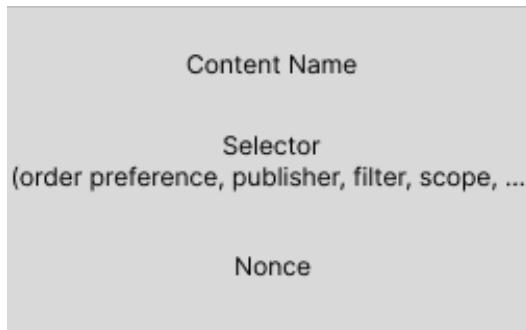 Content Name
Selector
(order preference, publisher, filter, scope, ...
Nonce